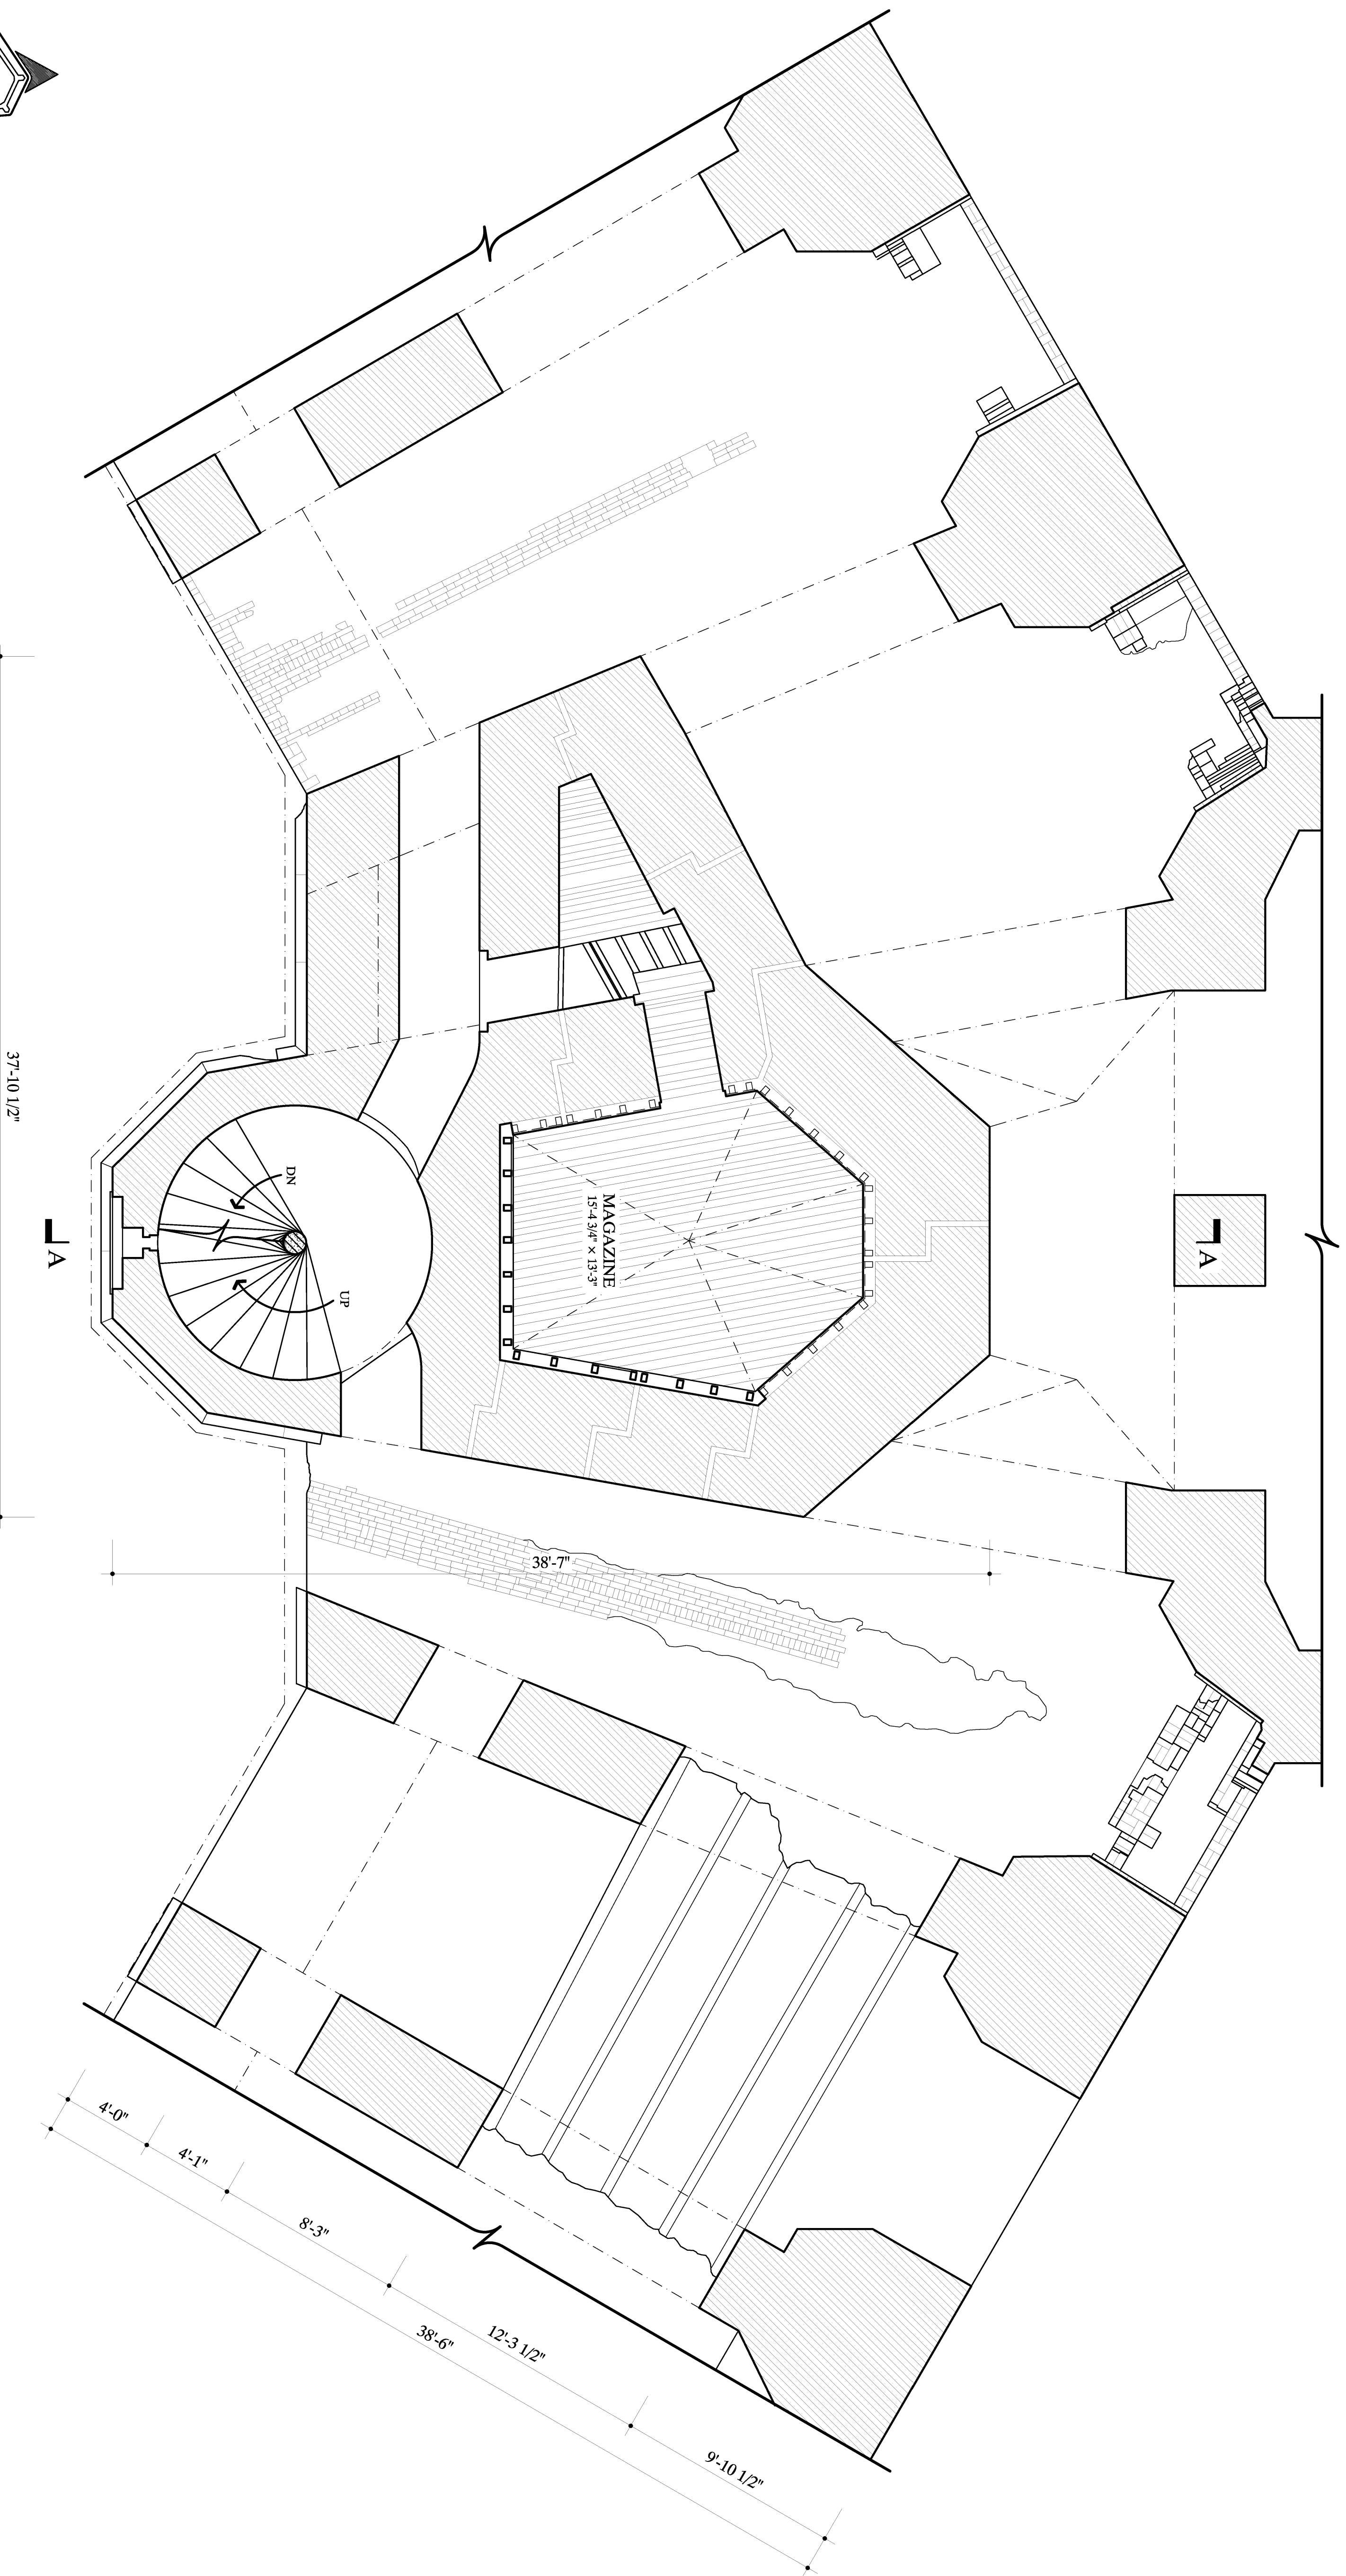 37'-10 1/2"
DN
UP
MAGAZINE
15'-4 3/4" × 13'-3"
A
A
38'-7"
4'-0"
4'-1"
8'-3"
12'-3 1/2"
9'-10 1/2"
38'-6"